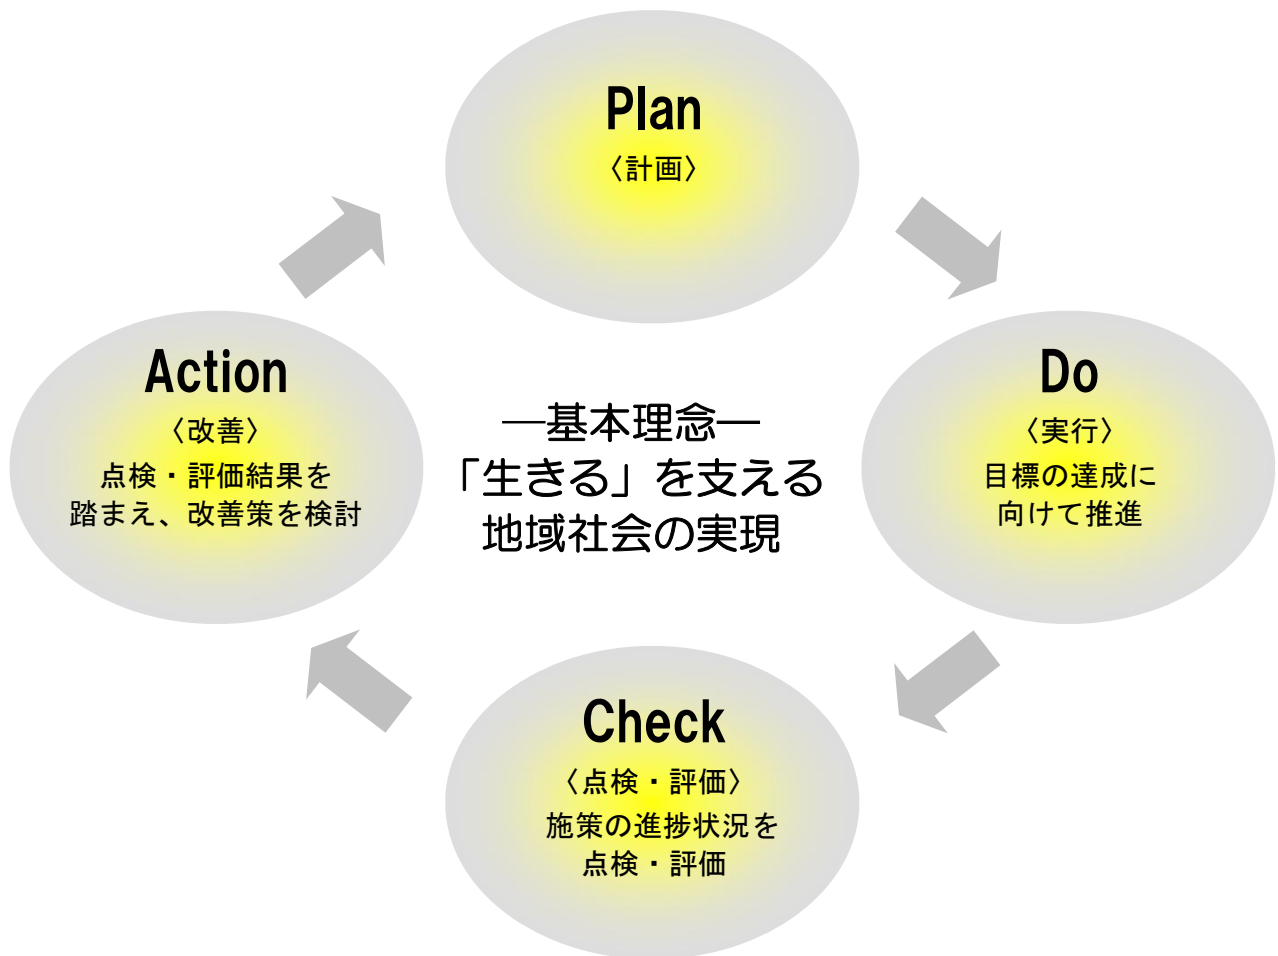 Plan
〈計画〉
Do
〈実行〉
目標の達成に
向けて推進
Check
〈点検・評価〉
施策の進捗状況を
点検・評価
Action
〈改善〉
点検・評価結果を
踏まえ、改善策を検討
―基本理念―
「生きる」を支える
地域社会の実現